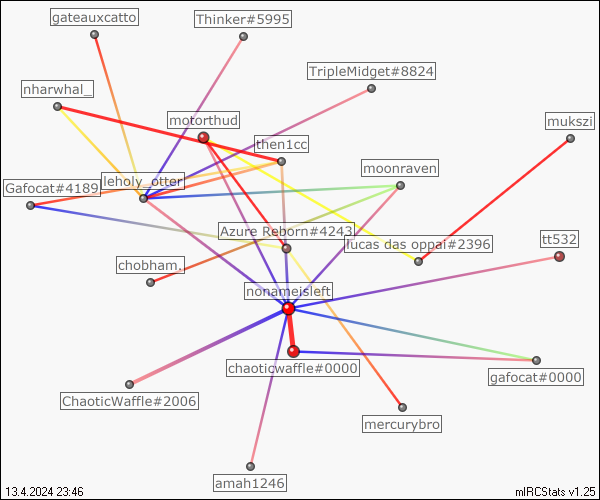 gateauxcatto
Thinker#5995
TripleMidget#8824
nharwhal_
motorthud
mukszi
then1cc
moonraven
leholy_otter
Gafocat#4189
Azure Reborn#4243
lucas das oppai#2396
tt532
chobham.
nonameisleft
chaoticwaffle#0000
gafocat#0000
ChaoticWaffle#2006
mercurybro
amah1246
13.4.2024 23:46
mIRCStats v1.25